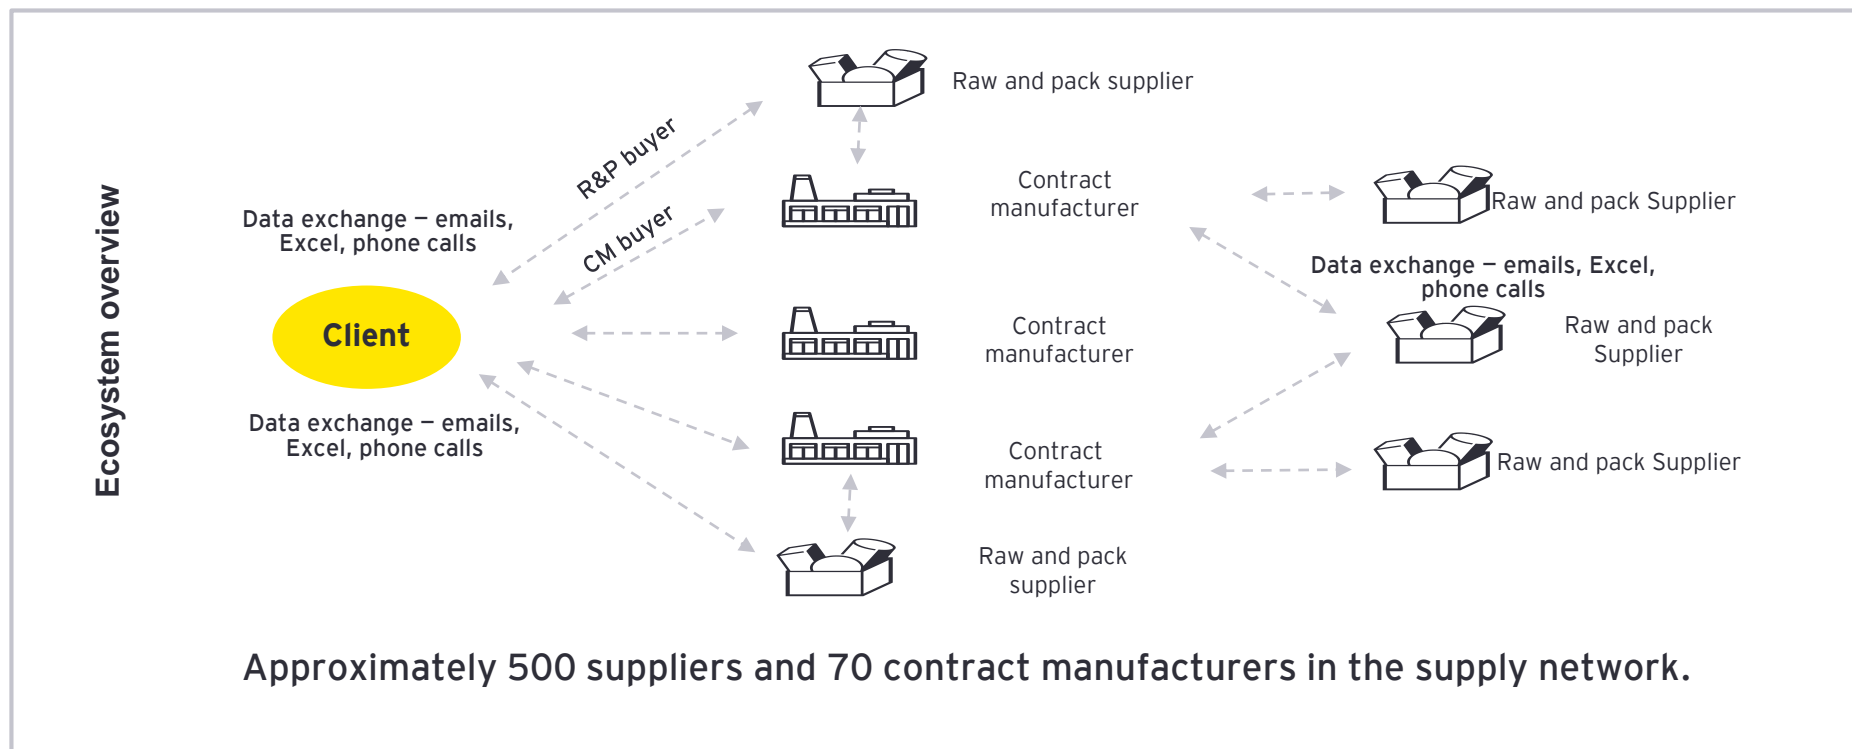 Ecosystem overview
Raw and pack supplier
R&P buyer
CM buyer
Data exchange – emails,
Excel, phone calls
Client
Data exchange – emails,
Excel, phone calls
Contract
manufacturer
Contract
manufacturer
Contract
manufacturer
Raw and pack
supplier
Raw and pack Supplier
Data exchange – emails, Excel,
phone calls
Raw and pack
Supplier
Raw and pack Supplier
Approximately 500 suppliers and 70 contract manufacturers in the supply network.